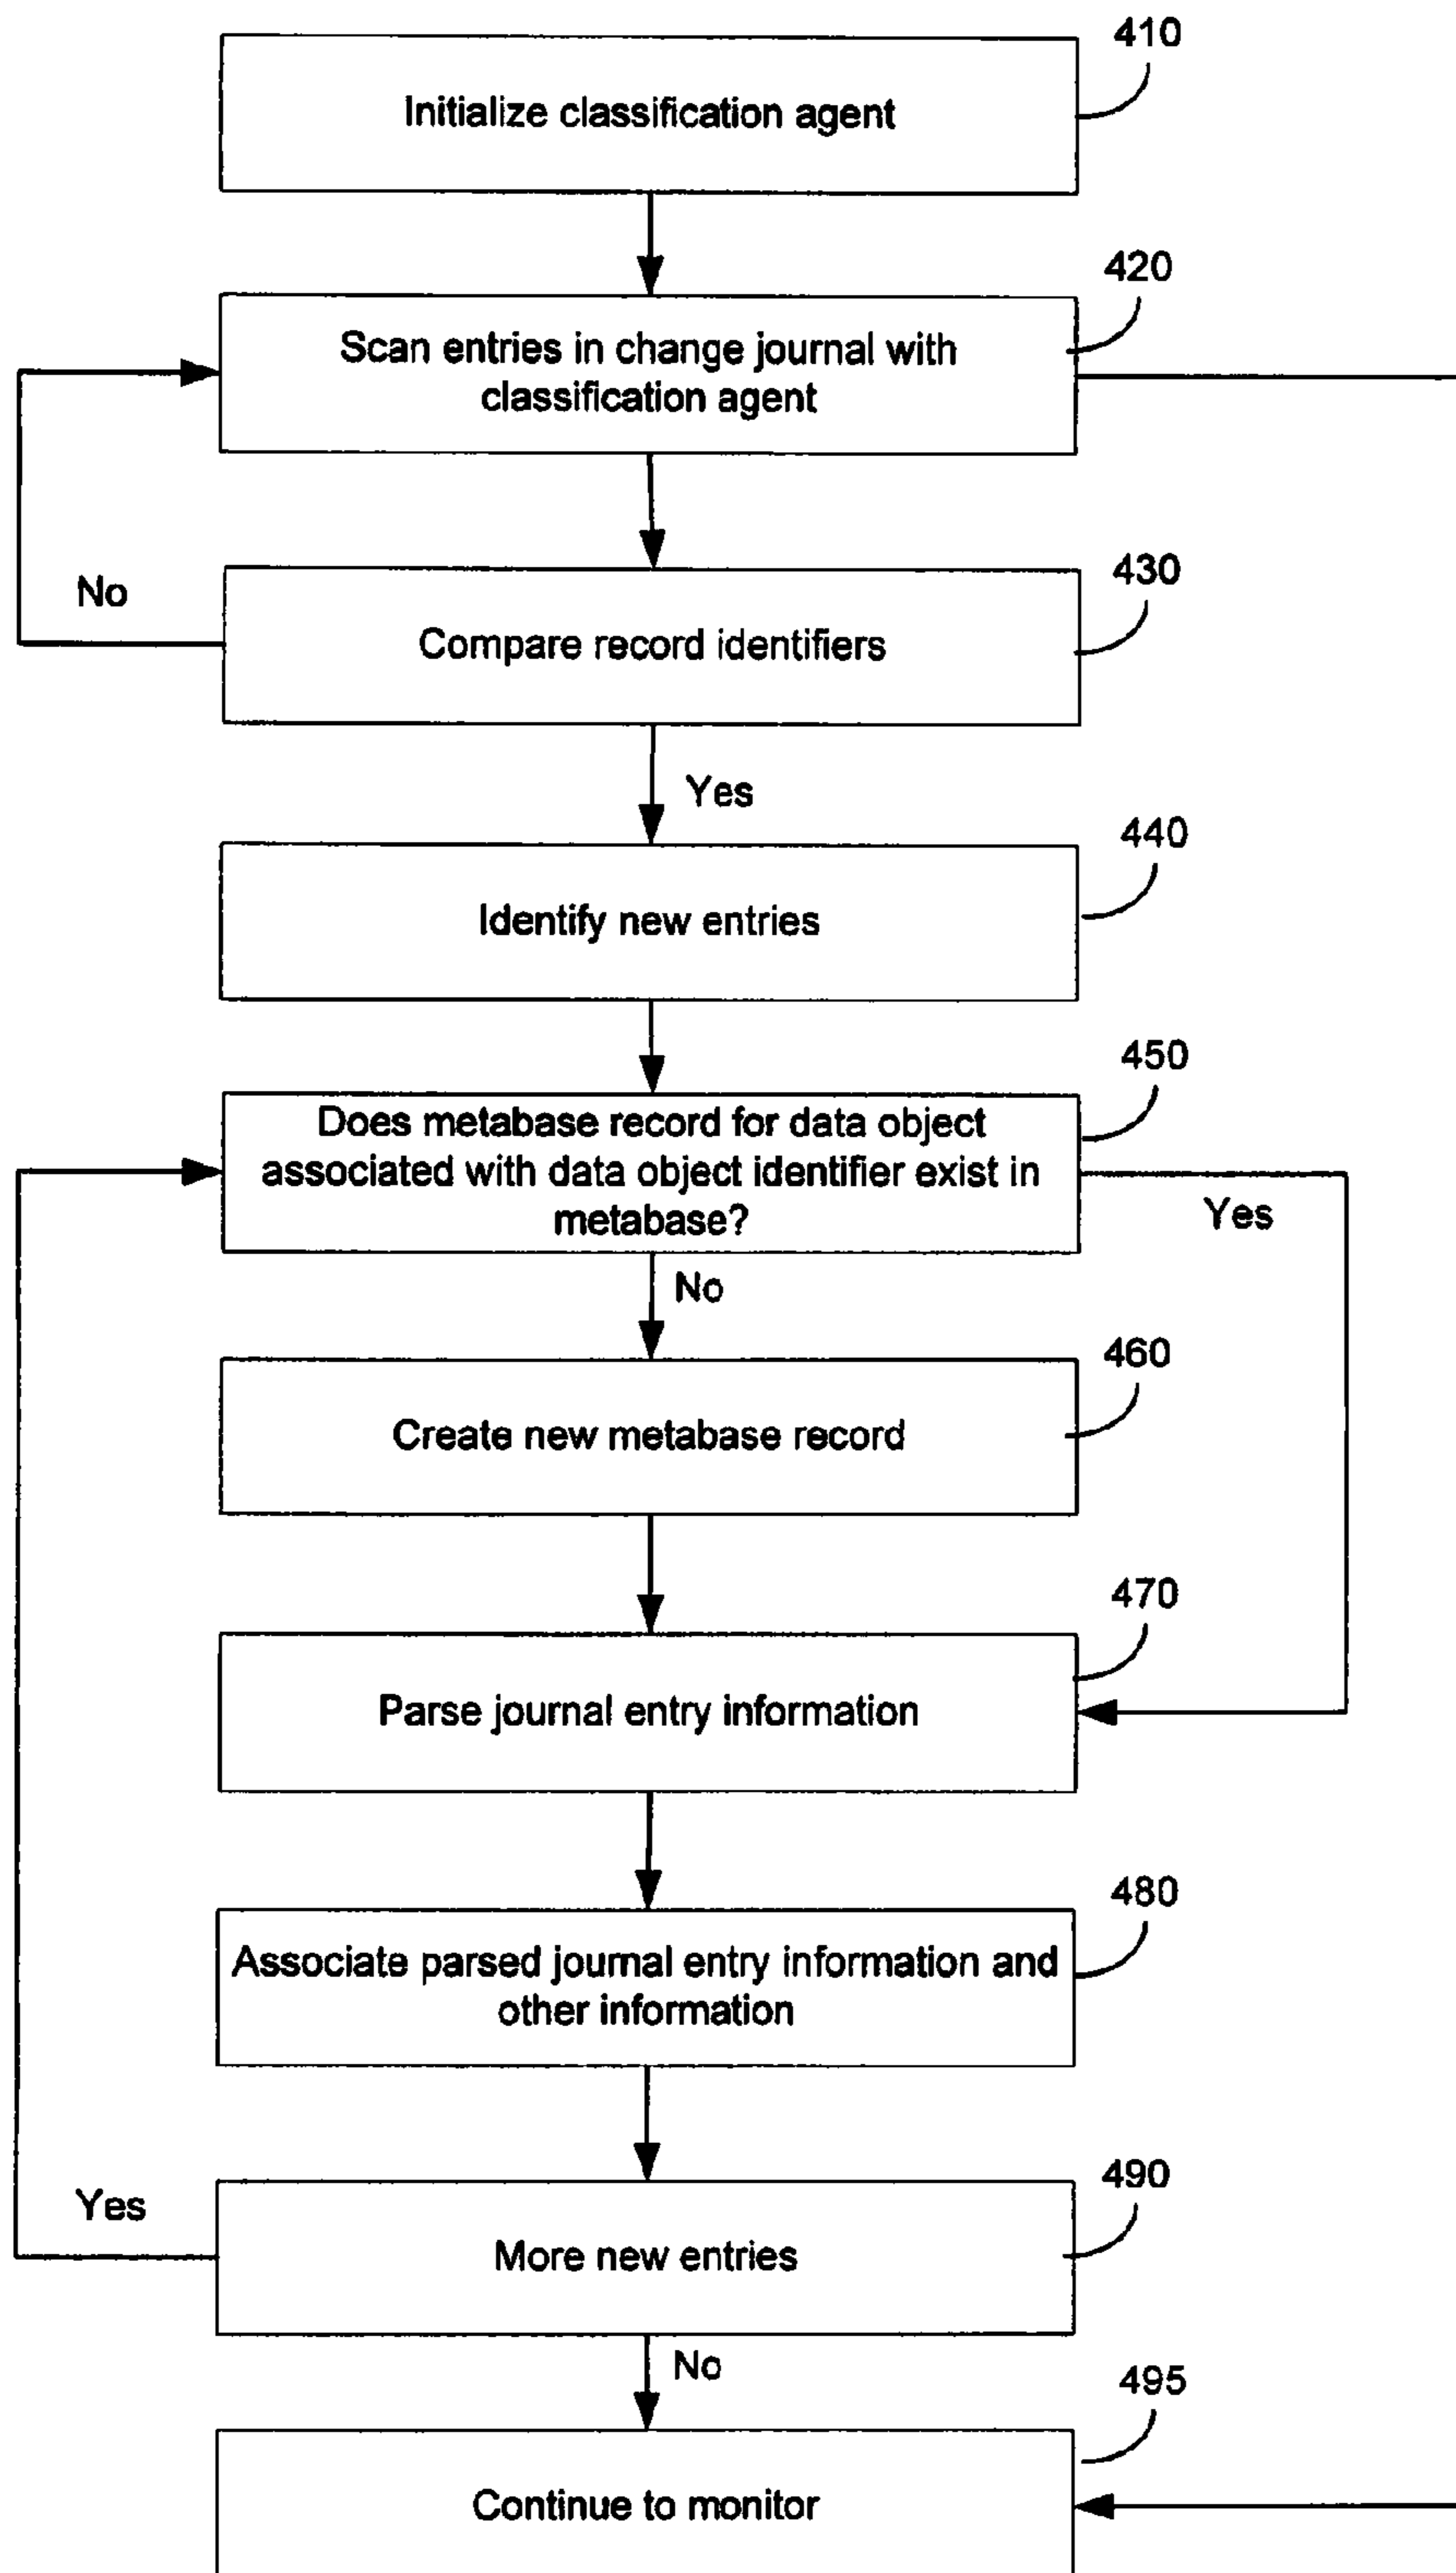 410
Initialize classification agent
420
Scan entries in change journal with
classification agent
430
No
Compare record identifiers
Yes
440
Identify new entries
450
Does metabase record for data object
associated with data object identifier exist in
metabase?
Yes
No
460
Create new metabase record
470
Parse journal entry information
480
Associate parsed journal entry information and
other information
490
Yes
More new entries
No
495
Continue to monitor